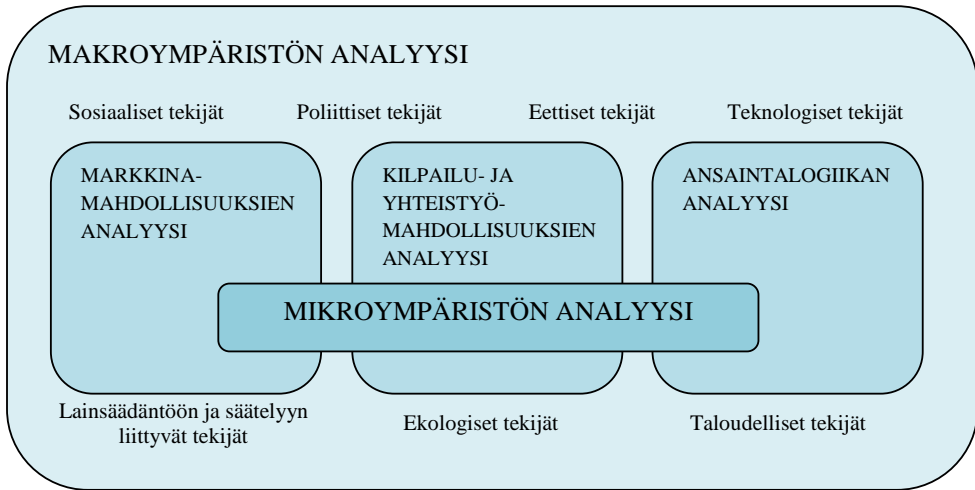 MAKROYMPÄRISTÖN ANALYYSI
Sosiaaliset tekijät
Poliittiset tekijät
Eettiset tekijät
Teknologiset tekijät
MARKKINA-
MAHDOLLISUUKSIEN
ANALYYSI
KILPAILU- JA
YHTEISTYÖ-
MAHDOLLISUUKSIEN
ANALYYSI
ANSAINTALOGIIKAN
ANALYYSI
MIKROYMPÄRISTÖN ANALYYSI
Lainsäädäntöön ja säätelyyn
liittyvät tekijät
Ekologiset tekijät
Taloudelliset tekijät